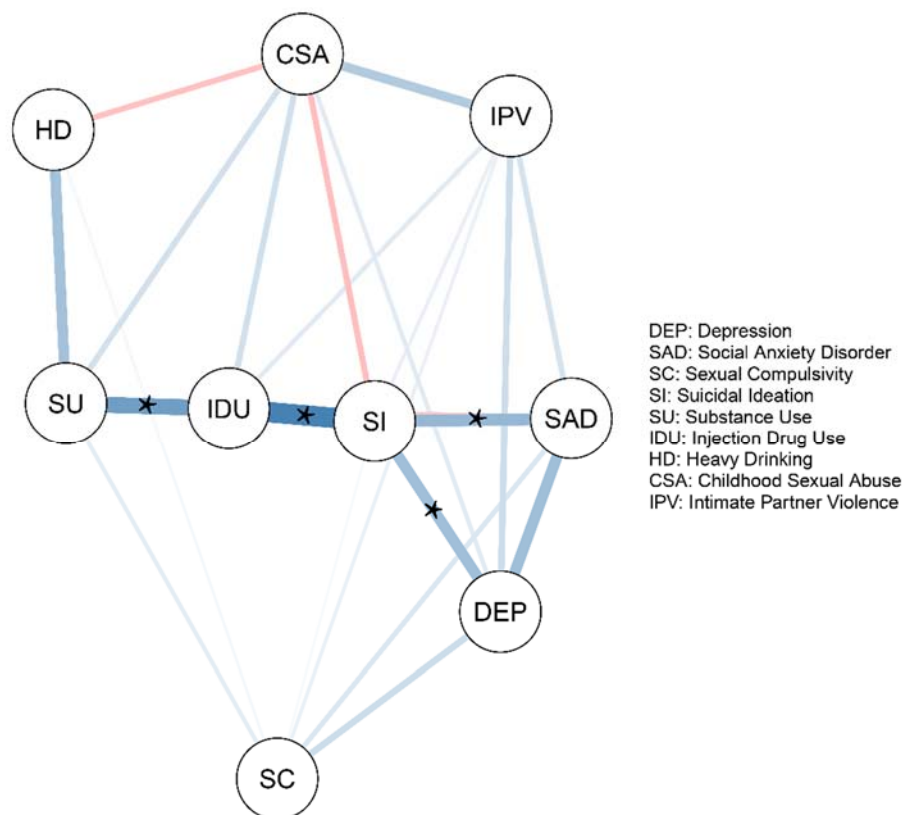 CSA
HD
IPV
SU
IDU
SI
SAD
DEP
SC
DEP: Depression
SAD: Social Anxiety Disorder
SC: Sexual Compulsivity
SI: Suicidal Ideation
SU: Substance Use
IDU: Injection Drug Use
HD: Heavy Drinking
CSA: Childhood Sexual Abuse
IPV: Intimate Partner Violence